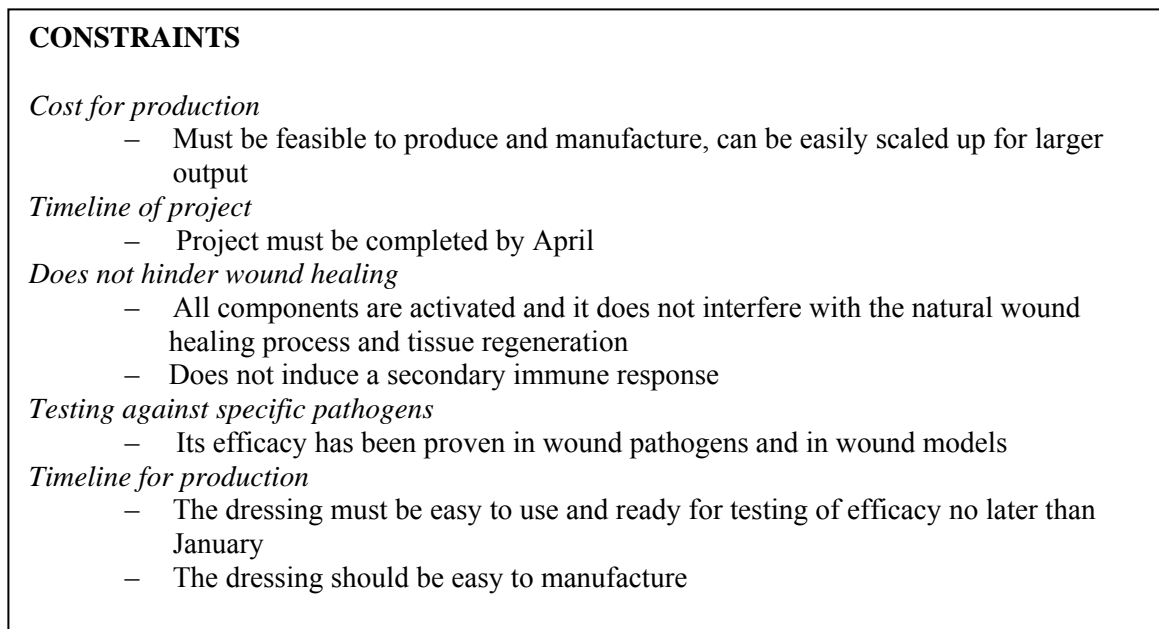 CONSTRAINTS
Cost for production
– Must be feasible to produce and manufacture, can be easily scaled up for larger
output
Timeline of project
– Project must be completed by April
Does not hinder wound healing
– All components are activated and it does not interfere with the natural wound
healing process and tissue regeneration
– Does not induce a secondary immune response
Testing against specific pathogens
– Its efficacy has been proven in wound pathogens and in wound models
Timeline for production
– The dressing must be easy to use and ready for testing of efficacy no later than
January
– The dressing should be easy to manufacture